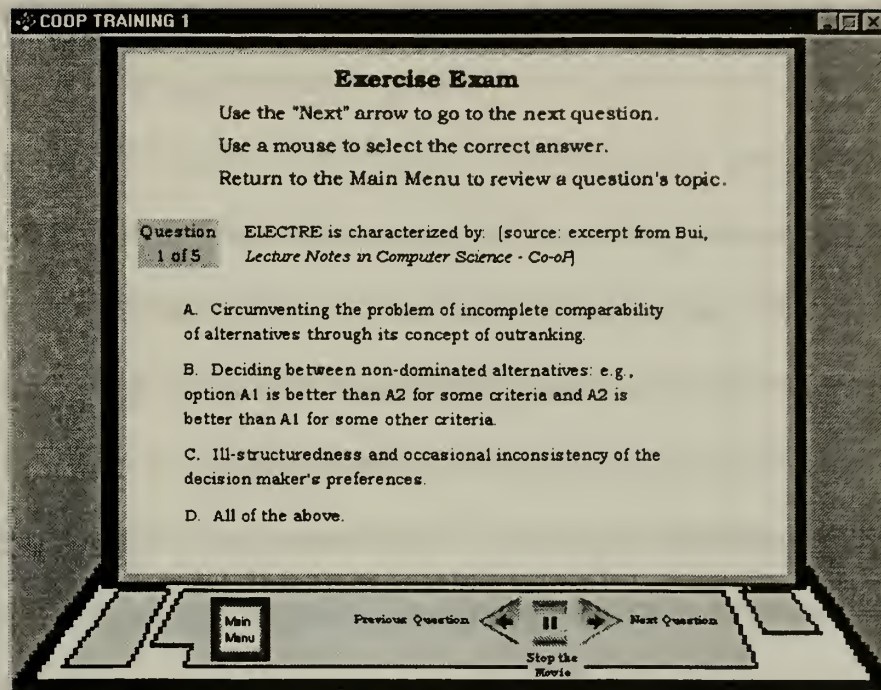 COOP TRAINING 1
Exercise Exam
Use the "Next" arrow to go to the next question.
Use a mouse to select the correct answer.
Return to the Main Menu to review a question's topic.
Question
1 of 5
ELECTRE is characterized by: [source: excerpt from Bui,
Lecture Notes in Computer Science - Co-oP]
A. Circumventing the problem of incomplete comparability
of alternatives through its concept of outranking.
B. Deciding between non-dominated alternatives: e.g.,
option A1 is better than A2 for some criteria and A2 is
better than A1 for some other criteria.
C. Ill-structuredness and occasional inconsistency of the
decision maker's preferences.
D. All of the above.
Main
Menu
Previous Question
Next Question
Stop the
Movie